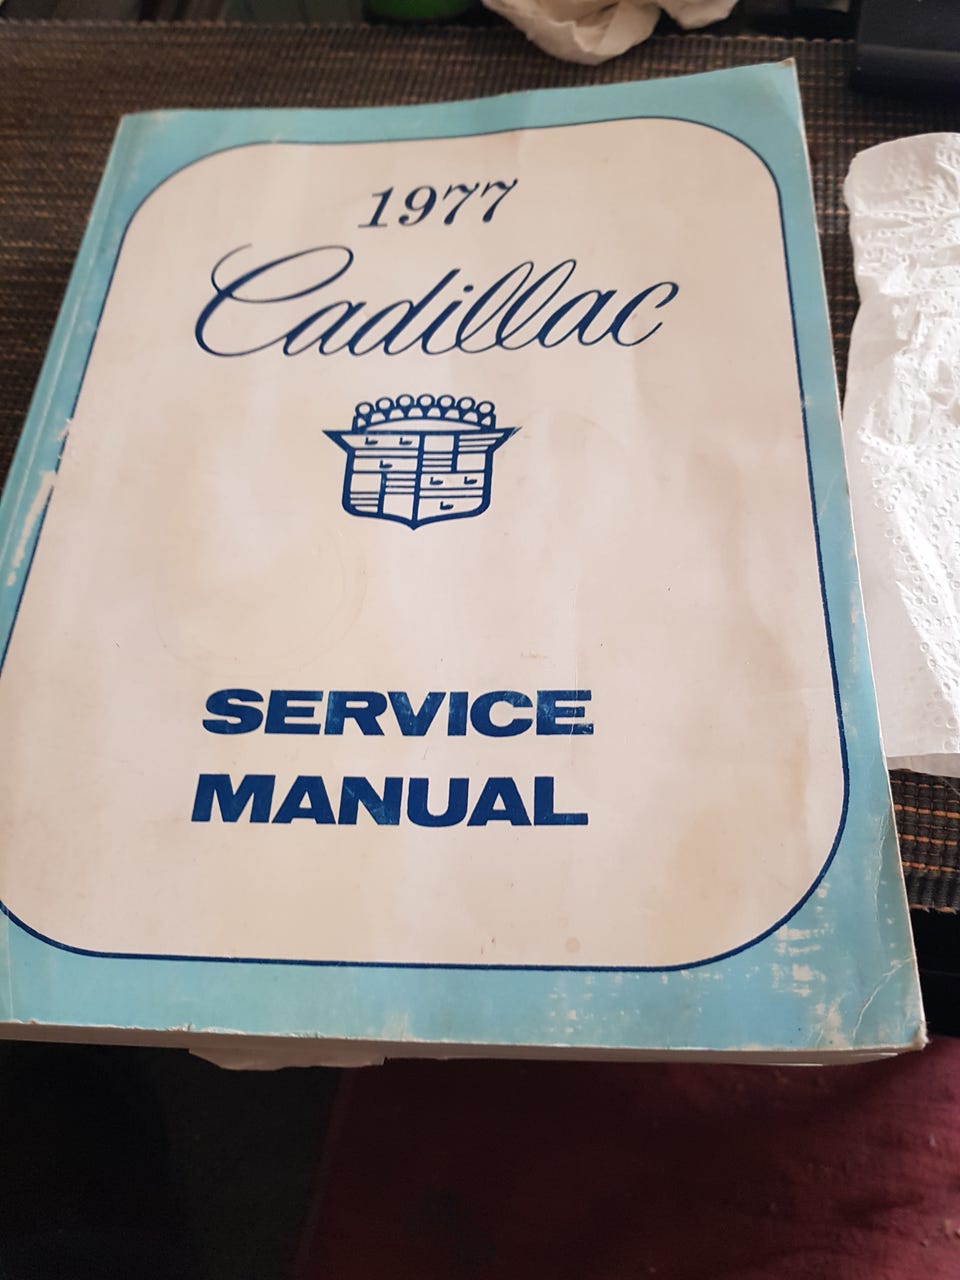 1977
Cadillac
SERVICE
MANUAL